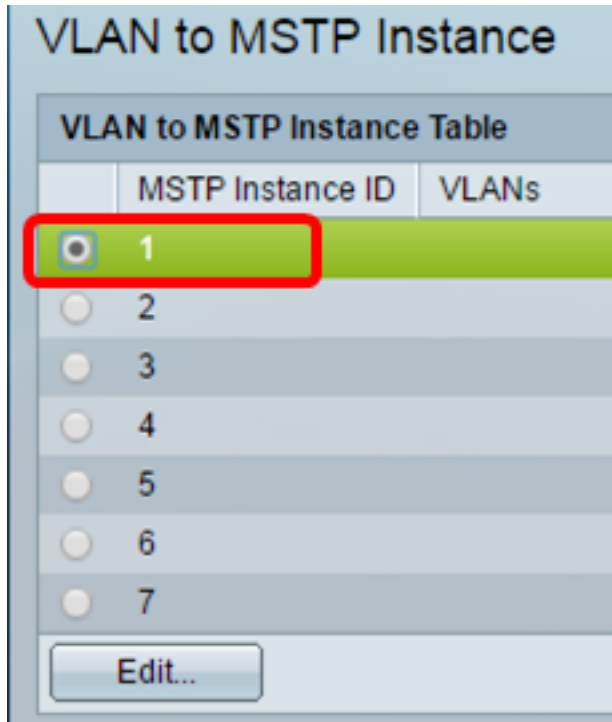 VLAN to MSTP Instance
VLAN to MSTP Instance Table
MSTP Instance ID VLANs
1
2
3
4
5
6
7
Edit...